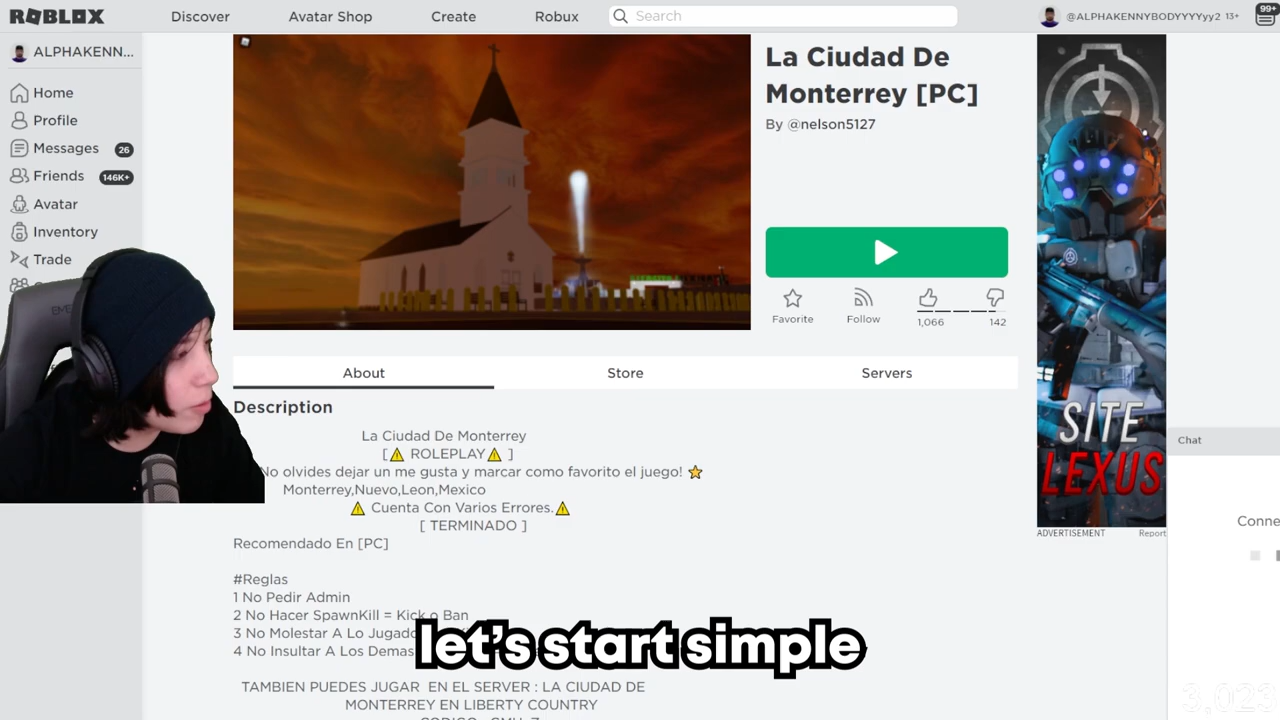 ROBLOX
Discover
Avatar Shop
Create
Robux
Search
@ALPHAKENNYBODYYYYyy2 13+
99+
ALPHAKENN...
Home
Profile
Messages 26
Friends 146K+
Avatar
Inventory
Trade
La Ciudad De
Monterrey [PC]
By @nelson5127
Favorite
Follow
1,066
142
About
Store
Servers
Description
La Ciudad De Monterrey
[⚠ ROLEPLAY⚠ ]
No olvides dejar un me gusta y marcar como favorito el juego! ⭐
Monterrey,Nuevo,Leon,Mexico
⚠ Cuenta Con Varios Errores.⚠
[ TERMINADO ]
Recomendado En [PC]
#Reglas
1 No Pedir Admin
2 No Hacer SpawnKill = Kick o Ban
3 No Molestar A Lo Jugado
4 No Insultar A Los Demas
let's start simple
TAMBIEN PUEDES JUGAR EN EL SERVER : LA CIUDAD DE
MONTERREY EN LIBERTY COUNTRY
SITE
LEXUS
ADVERTISEMENT
Report
Chat
Conne
3,023